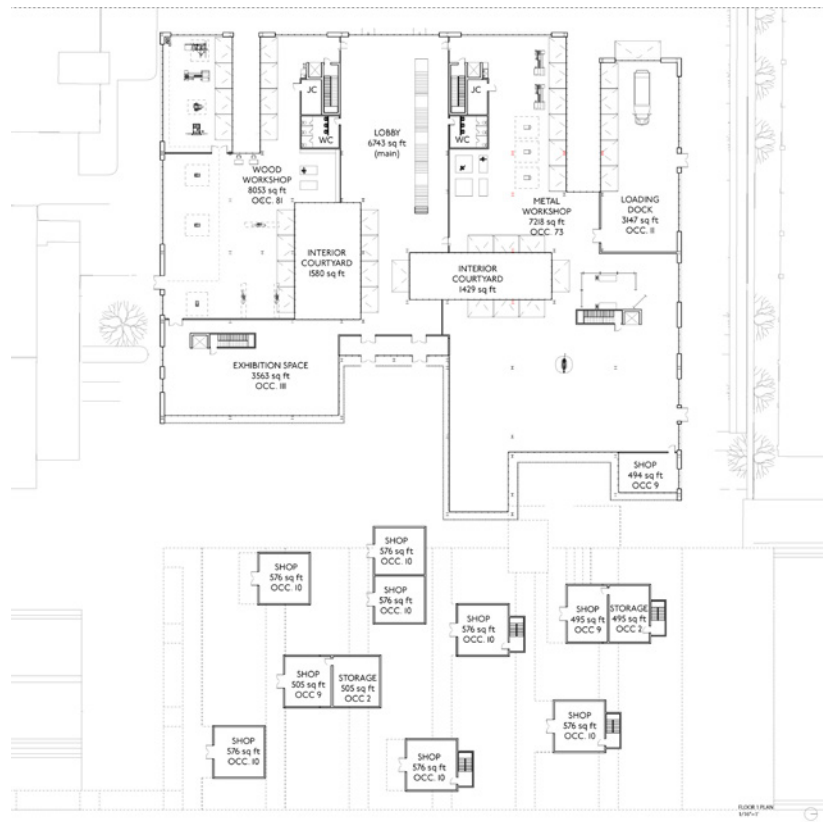 JC
WC
LOBBY
6743 sq ft
(main)
JC
WC
WOOD
WORKSHOP
8053 sq ft
OCC. 81
METAL
WORKSHOP
7218 sq ft
OCC. 73
LOADING
DOCK
3147 sq ft
OCC. 11
INTERIOR
COURTYARD
1580 sq ft
INTERIOR
COURTYARD
1429 sq ft
EXHIBITION SPACE
3563 sq ft
OCC. 111
SHOP
494 sq ft
OCC 9
SHOP
576 sq ft
OCC. 10
SHOP
576 sq ft
OCC. 10
SHOP
576 sq ft
OCC. 10
SHOP
576 sq ft
OCC. 10
SHOP
495 sq ft
OCC 9
STORAGE
495 sq ft
OCC 2
SHOP
505 sq ft
OCC 9
STORAGE
505 sq ft
OCC 2
SHOP
576 sq ft
OCC. 10
SHOP
576 sq ft
OCC. 10
SHOP
576 sq ft
OCC. 10
FLOOR 1 PLAN
1/16"=1'